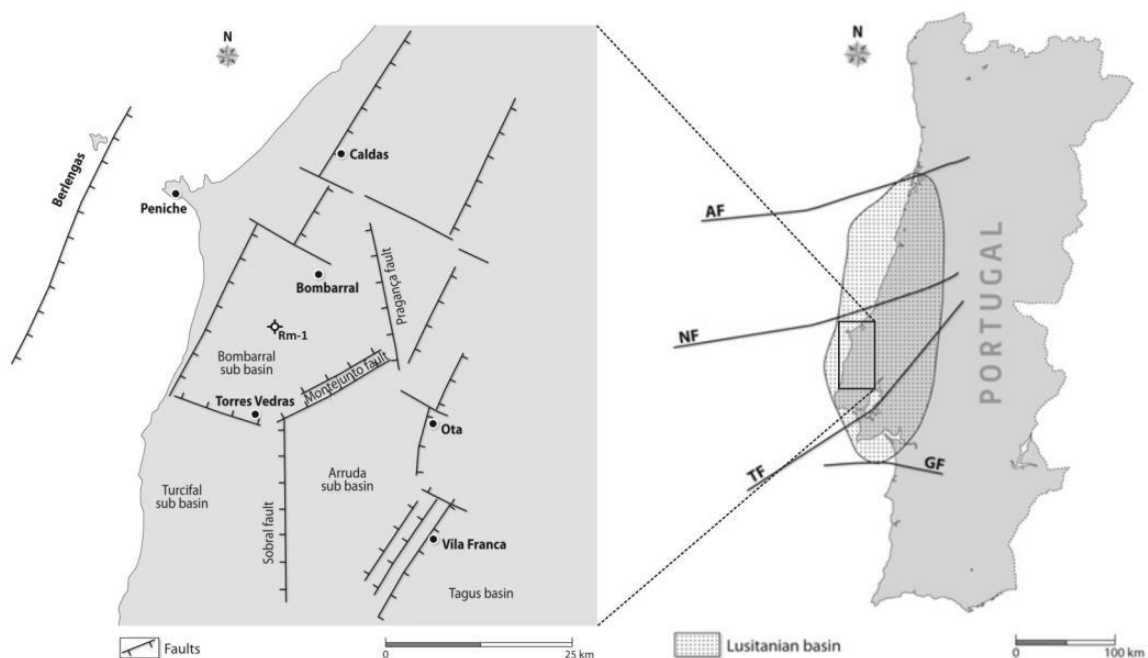 N
Caldas
Berlengas
Peniche
Bombarral
Pragança fault
Rm-1
Bombarral
sub basin
Montejunto fault
Torres Vedras
Ota
Arruda
sub basin
Turcifal
sub basin
Sobral fault
Vila Franca
Tagus basin
Faults
0
25 km
N
AF
NF
PORTUGAL
TF
GF
Lusitanian basin
0
100 km